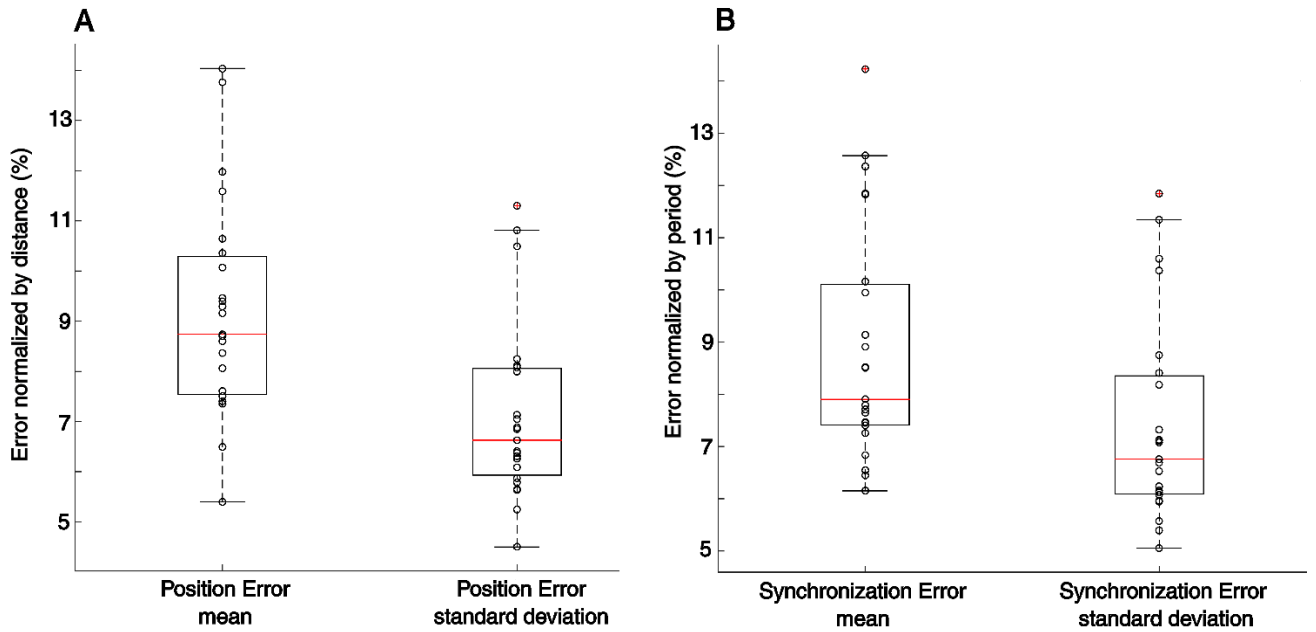 A
Error normalized by distance (%)
13
11
9
7
5
Position Error
mean
Position Error
standard deviation
B
Error normalized by period (%)
13
11
9
7
5
Synchronization Error
mean
Synchronization Error
standard deviation